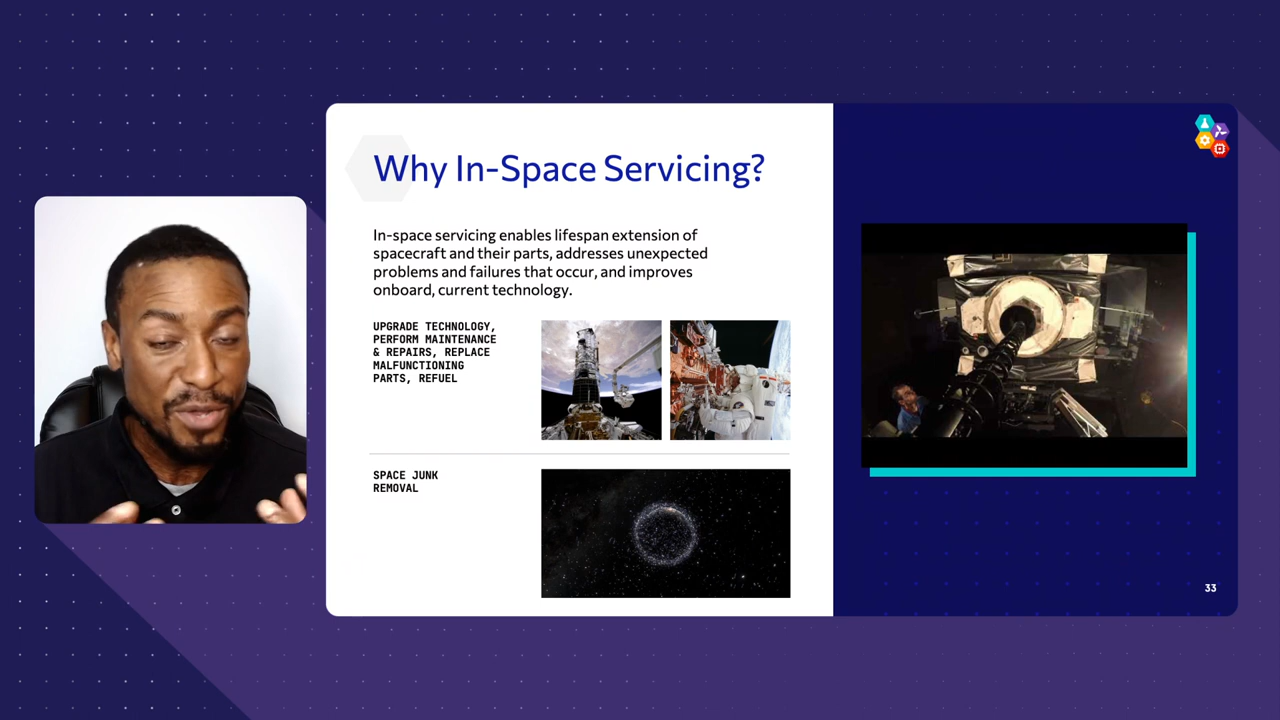 Why In-Space Servicing?
In-space servicing enables lifespan extension of
spacecraft and their parts, addresses unexpected
problems and failures that occur, and improves
onboard, current technology.
UPGRADE TECHNOLOGY,
PERFORM MAINTENANCE
& REPAIRS, REPLACE
MALFUNCTIONING
PARTS, REFUEL
SPACE JUNK
REMOVAL
33